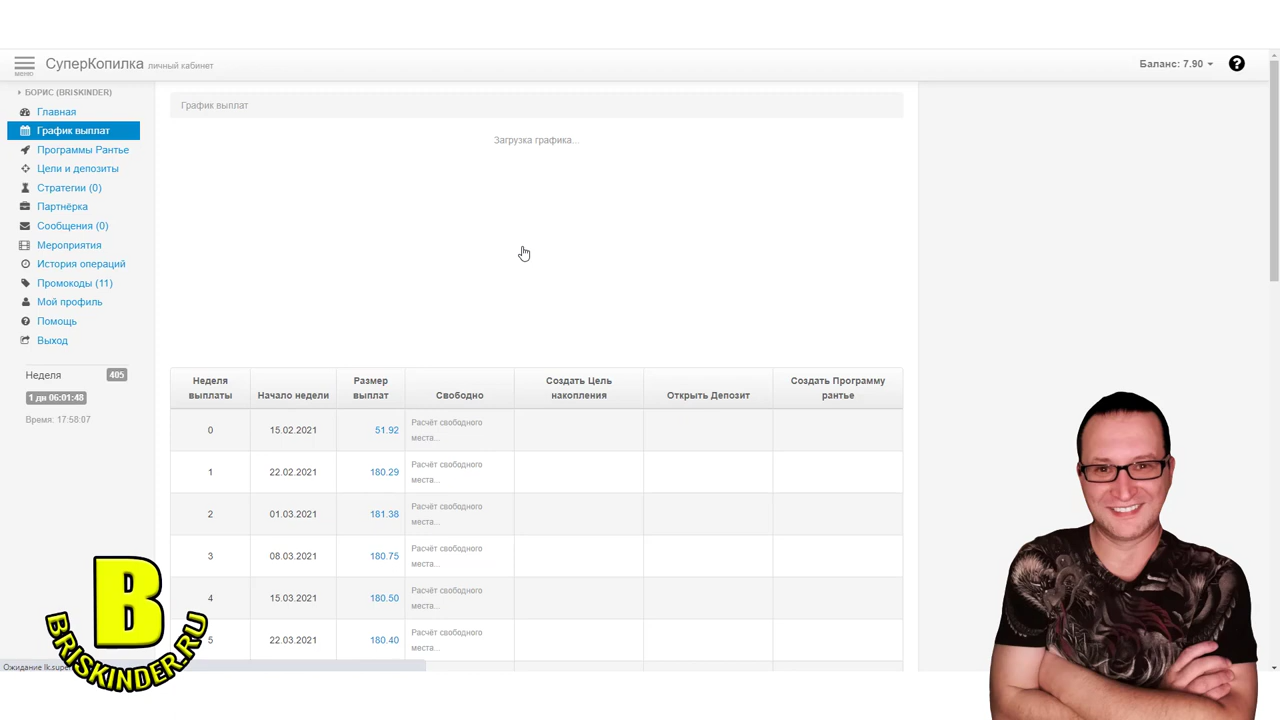 СуперКопилка личный кабинет
Баланс: 7.90
меню
БОРИС (BRISKINDER)
Главная
График выплат
Программы Рантье
Цели и депозиты
Стратегии (0)
Партнёрка
Сообщения (0)
Мероприятия
История операций
Промокоды (11)
Мой профиль
Помощь
Выход
Неделя 405
1 дн 06:01:48
Время: 17:58:07
График выплат
Загрузка графика...
Неделя выплаты Начало недели Размер выплат Свободно Создать Цель накопления Открыть Депозит Создать Программу рантье
0 15.02.2021 51.92 Расчёт свободного места...
1 22.02.2021 180.29 Расчёт свободного места...
2 01.03.2021 181.38 Расчёт свободного места...
3 08.03.2021 180.75 Расчёт свободного места...
4 15.03.2021 180.50 Расчёт свободного места...
5 22.03.2021 180.40 Расчёт свободного места...
B
BRISKINDER.RU
Ожидание lk.super